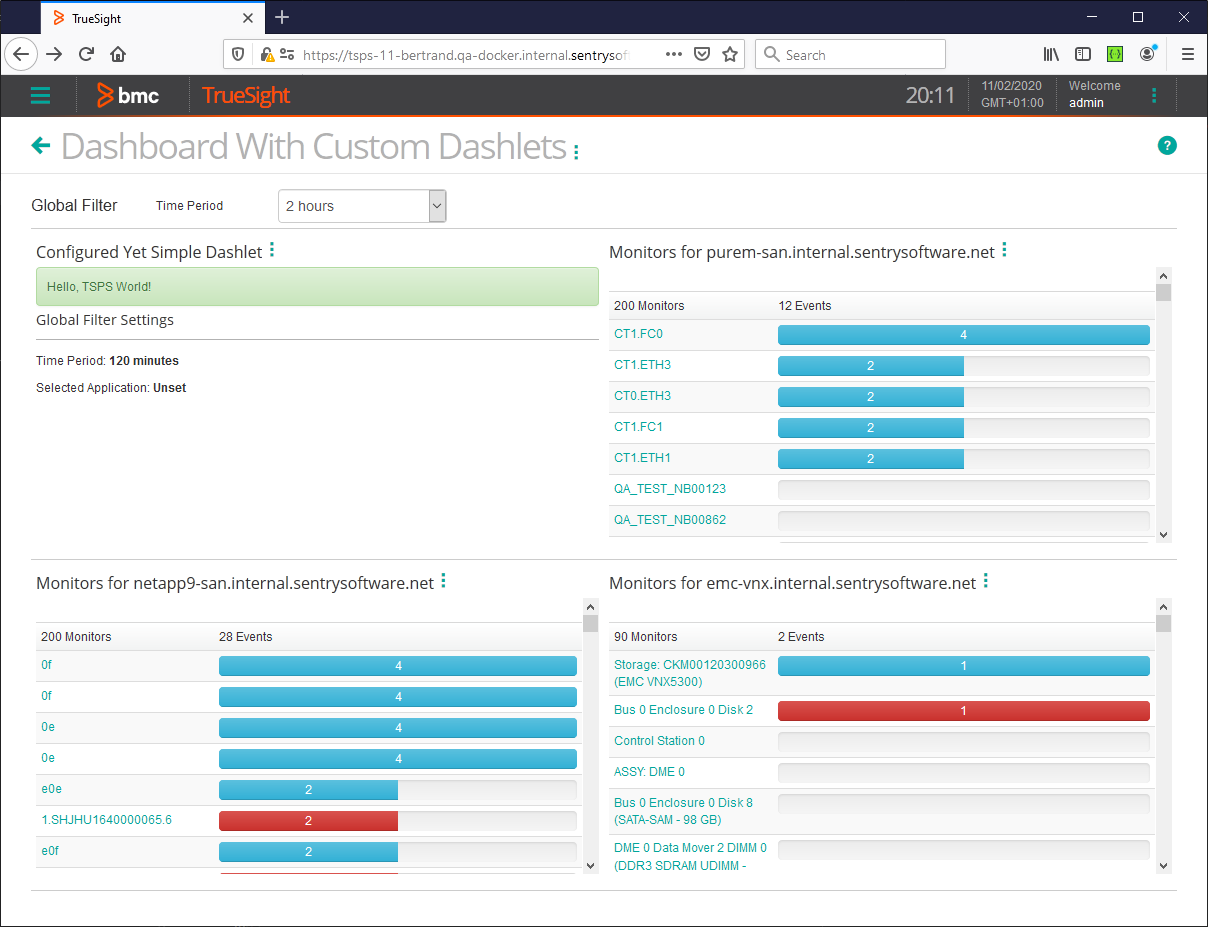 TrueSight
https://tsps-11-bertrand.qa-docker.internal.sentrysof
Search
bmc
TrueSight
20:11
11/02/2020
GMT+01:00
Welcome
admin
Dashboard With Custom Dashlets
?
Global Filter
Time Period
2 hours
Configured Yet Simple Dashlet
Hello, TSPS World!
Global Filter Settings
Time Period: 120 minutes
Selected Application: Unset
Monitors for purem-san.internal.sentrysoftware.net
200 Monitors 12 Events
CT1.FC0 4
CT1.ETH3 2
CT0.ETH3 2
CT1.FC1 2
CT1.ETH1 2
QA_TEST_NB00123
QA_TEST_NB00862
Monitors for netapp9-san.internal.sentrysoftware.net
200 Monitors 28 Events
0f 4
0f 4
0e 4
0e 4
e0e 2
1.SHJHU1640000065.6 2
e0f 2
Monitors for emc-vnx.internal.sentrysoftware.net
90 Monitors 2 Events
Storage: CKM00120300966 1
(EMC VNX5300)
Bus 0 Enclosure 0 Disk 2 1
Control Station 0
ASSY: DME 0
Bus 0 Enclosure 0 Disk 8
(SATA-SAM - 98 GB)
DME 0 Data Mover 2 DIMM 0
(DDR3 SDRAM UDIMM -